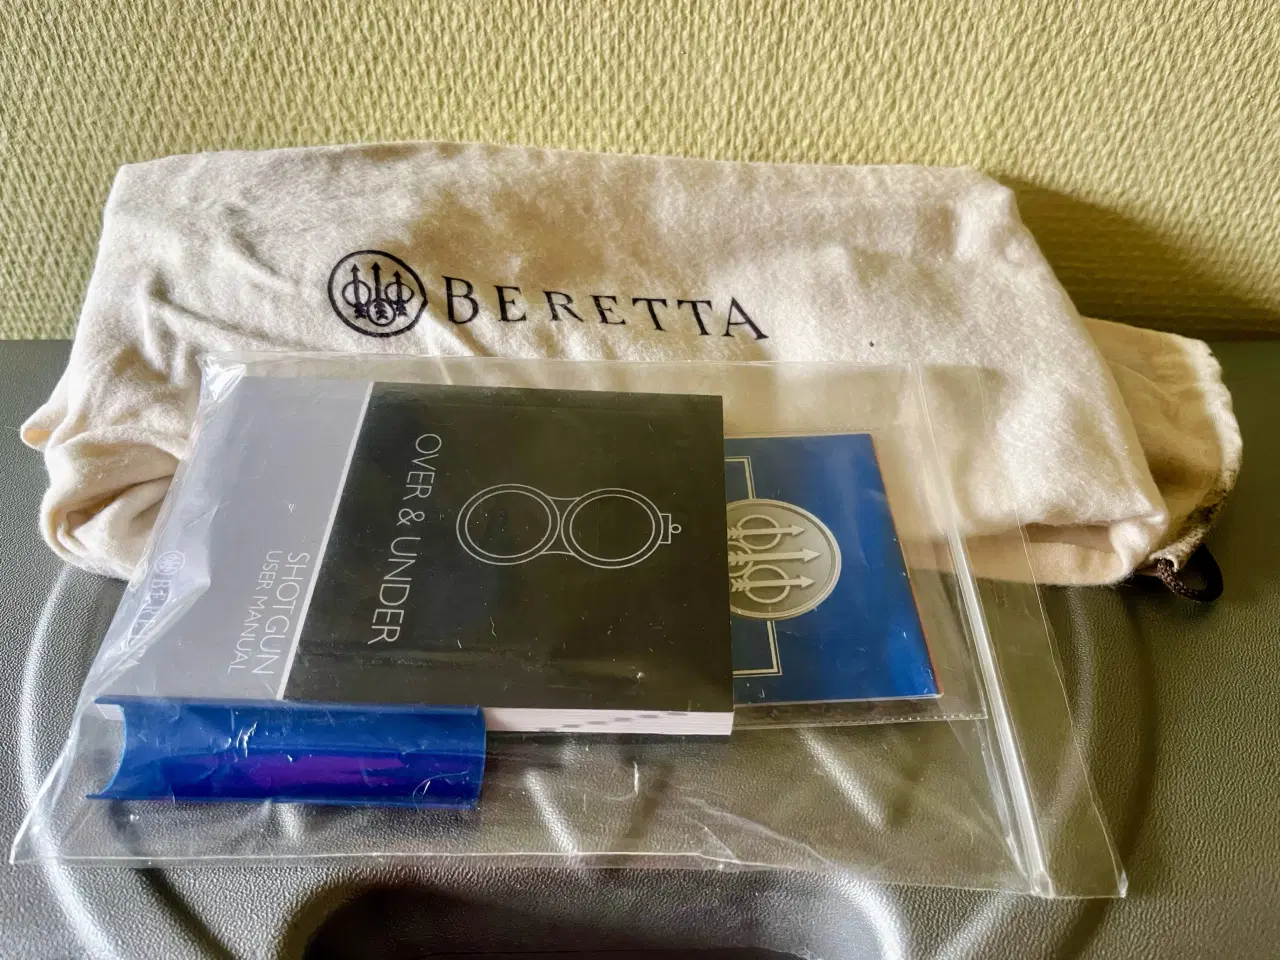 BERETTA
OVER & UNDER
SHOTGUN
USER MANUAL
BERETTA